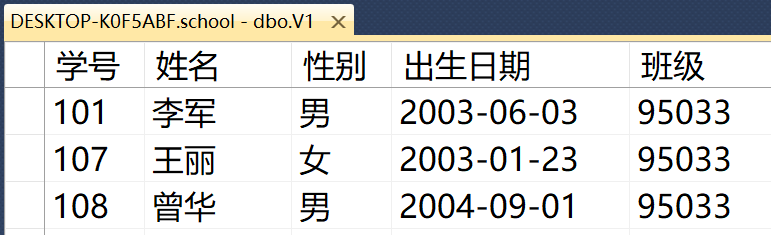 DESKTOP-K0F5ABF.school - dbo.V1
学号 姓名 性别 出生日期 班级
101 李军 男 2003-06-03 95033
107 王丽 女 2003-01-23 95033
108 曾华 男 2004-09-01 95033